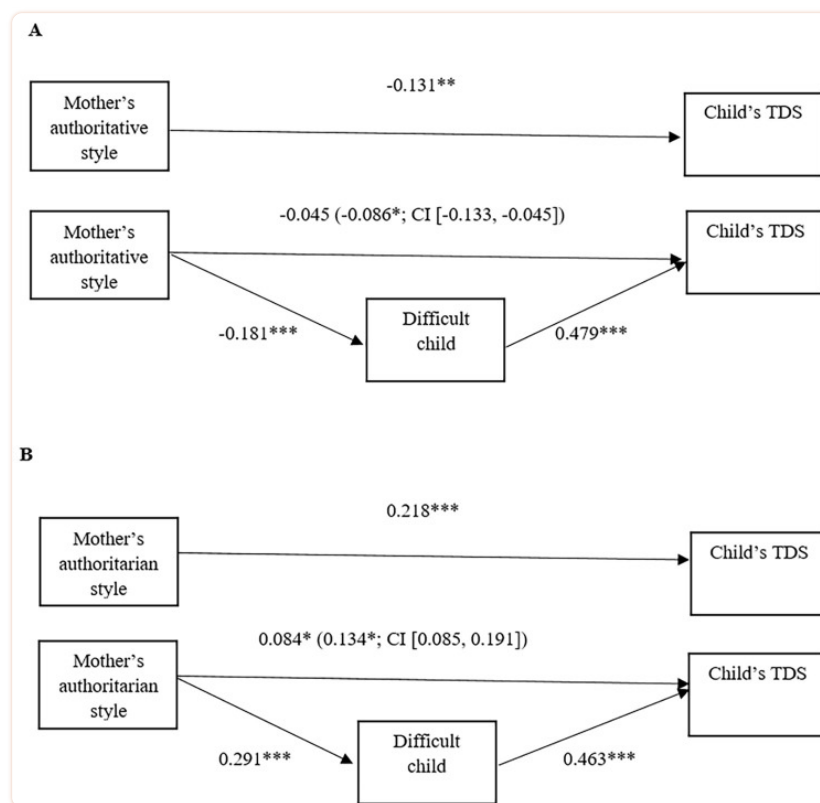 A
-0.131**
Mother's
authoritative
style
Child's TDS
-0.045 (-0.086*; CI [-0.133, -0.045])
Mother's
authoritative
style
Child's TDS
Difficult
child
-0.181***
0.479***
B
0.218***
Mother's
authoritarian
style
Child's TDS
0.084* (0.134*; CI [0.085, 0.191])
Mother's
authoritarian
style
Child's TDS
Difficult
child
0.291***
0.463***